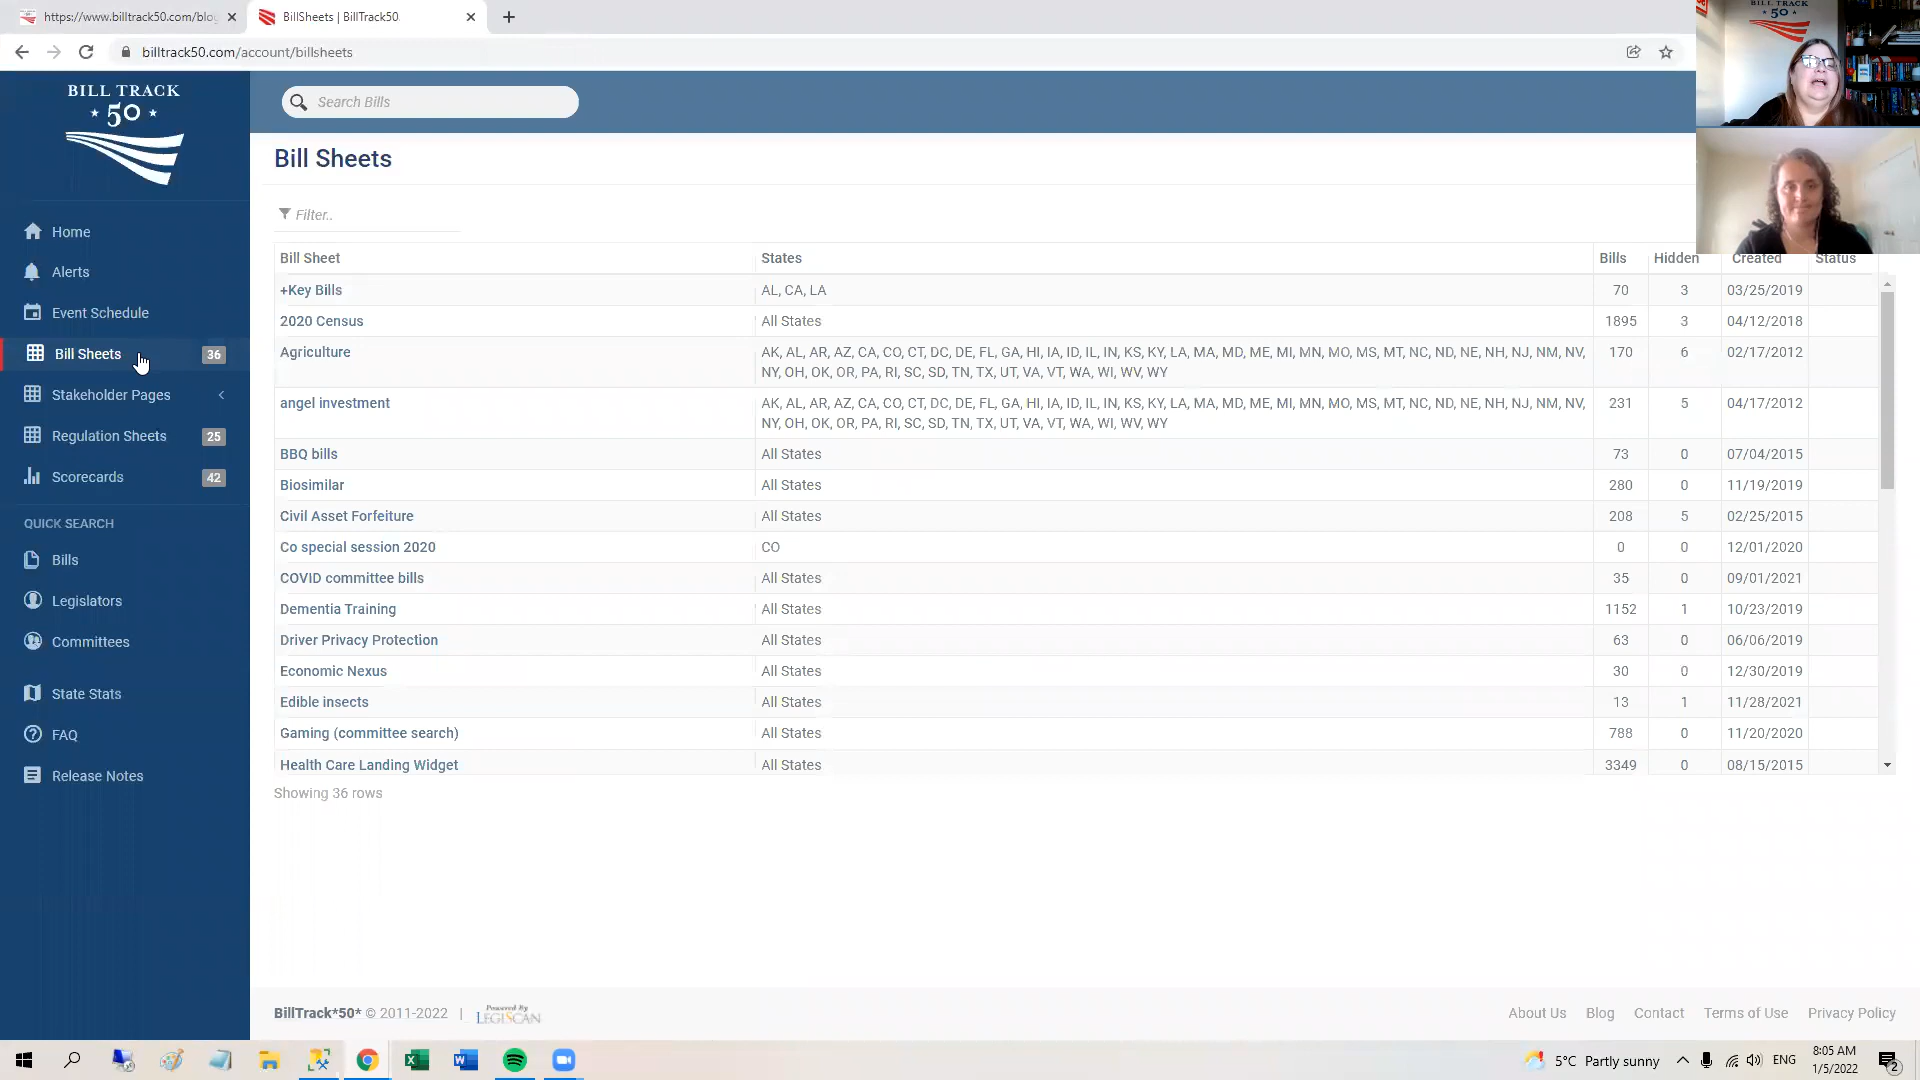 https://www.billtrack50.com/blog
BillSheets | BillTrack50
billtrack50.com/account/billsheets
BILL TRACK
50
BILL TRACK
50
Search Bills
Bill Sheets
Filter..
Home
Alerts
Event Schedule
Bill Sheets 36
Stakeholder Pages
Regulation Sheets 25
Scorecards 42
QUICK SEARCH
Bills
Legislators
Committees
State Stats
FAQ
Release Notes
Bill Sheet States Bills Hidden Created Status
+Key Bills AL, CA, LA 70 3 03/25/2019
2020 Census All States 1895 3 04/12/2018
Agriculture AK, AL, AR, AZ, CA, CO, CT, DC, DE, FL, GA, HI, IA, ID, IL, IN, KS, KY, LA, MA, MD, ME, MI, MN, MO, MS, MT, NC, ND, NE, NH, NJ, NM, NV, 170 6 02/17/2012
NY, OH, OK, OR, PA, RI, SC, SD, TN, TX, UT, VA, VT, WA, WI, WV, WY
angel investment AK, AL, AR, AZ, CA, CO, CT, DC, DE, FL, GA, HI, IA, ID, IL, IN, KS, KY, LA, MA, MD, ME, MI, MN, MO, MS, MT, NC, ND, NE, NH, NJ, NM, NV, 231 5 04/17/2012
NY, OH, OK, OR, PA, RI, SC, SD, TN, TX, UT, VA, VT, WA, WI, WV, WY
BBQ bills All States 73 0 07/04/2015
Biosimilar All States 280 0 11/19/2019
Civil Asset Forfeiture All States 208 5 02/25/2015
Co special session 2020 CO 0 0 12/01/2020
COVID committee bills All States 35 0 09/01/2021
Dementia Training All States 1152 1 10/23/2019
Driver Privacy Protection All States 63 0 06/06/2019
Economic Nexus All States 30 0 12/30/2019
Edible insects All States 13 1 11/28/2021
Gaming (committee search) All States 788 0 11/20/2020
Health Care Landing Widget All States 3349 0 08/15/2015
Showing 36 rows
BillTrack*50* © 2011-2022 | Powered By
LEGISCAN
About Us Blog Contact Terms of Use Privacy Policy
5°C Partly sunny ENG 8:05 AM
1/5/2022 2